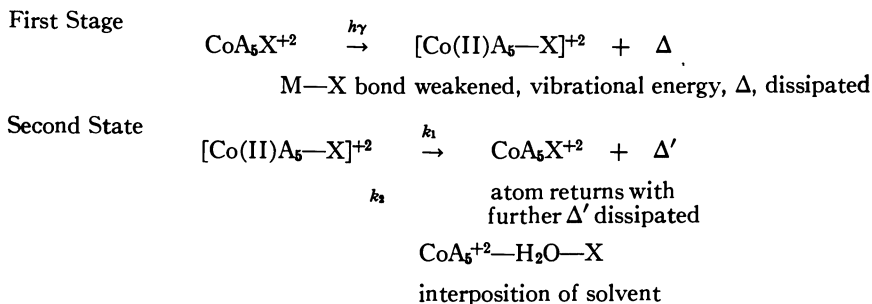 First Stage
hγ
CoA₅X⁺² → [Co(II)A₅—X]⁺² + Δ
M—X bond weakened, vibrational energy, Δ, dissipated
Second State
k₁
[Co(II)A₅—X]⁺² → CoA₅X⁺² + Δ′
k₂ atom returns with
further Δ′ dissipated
CoA₅⁺²—H₂O—X
interposition of solvent